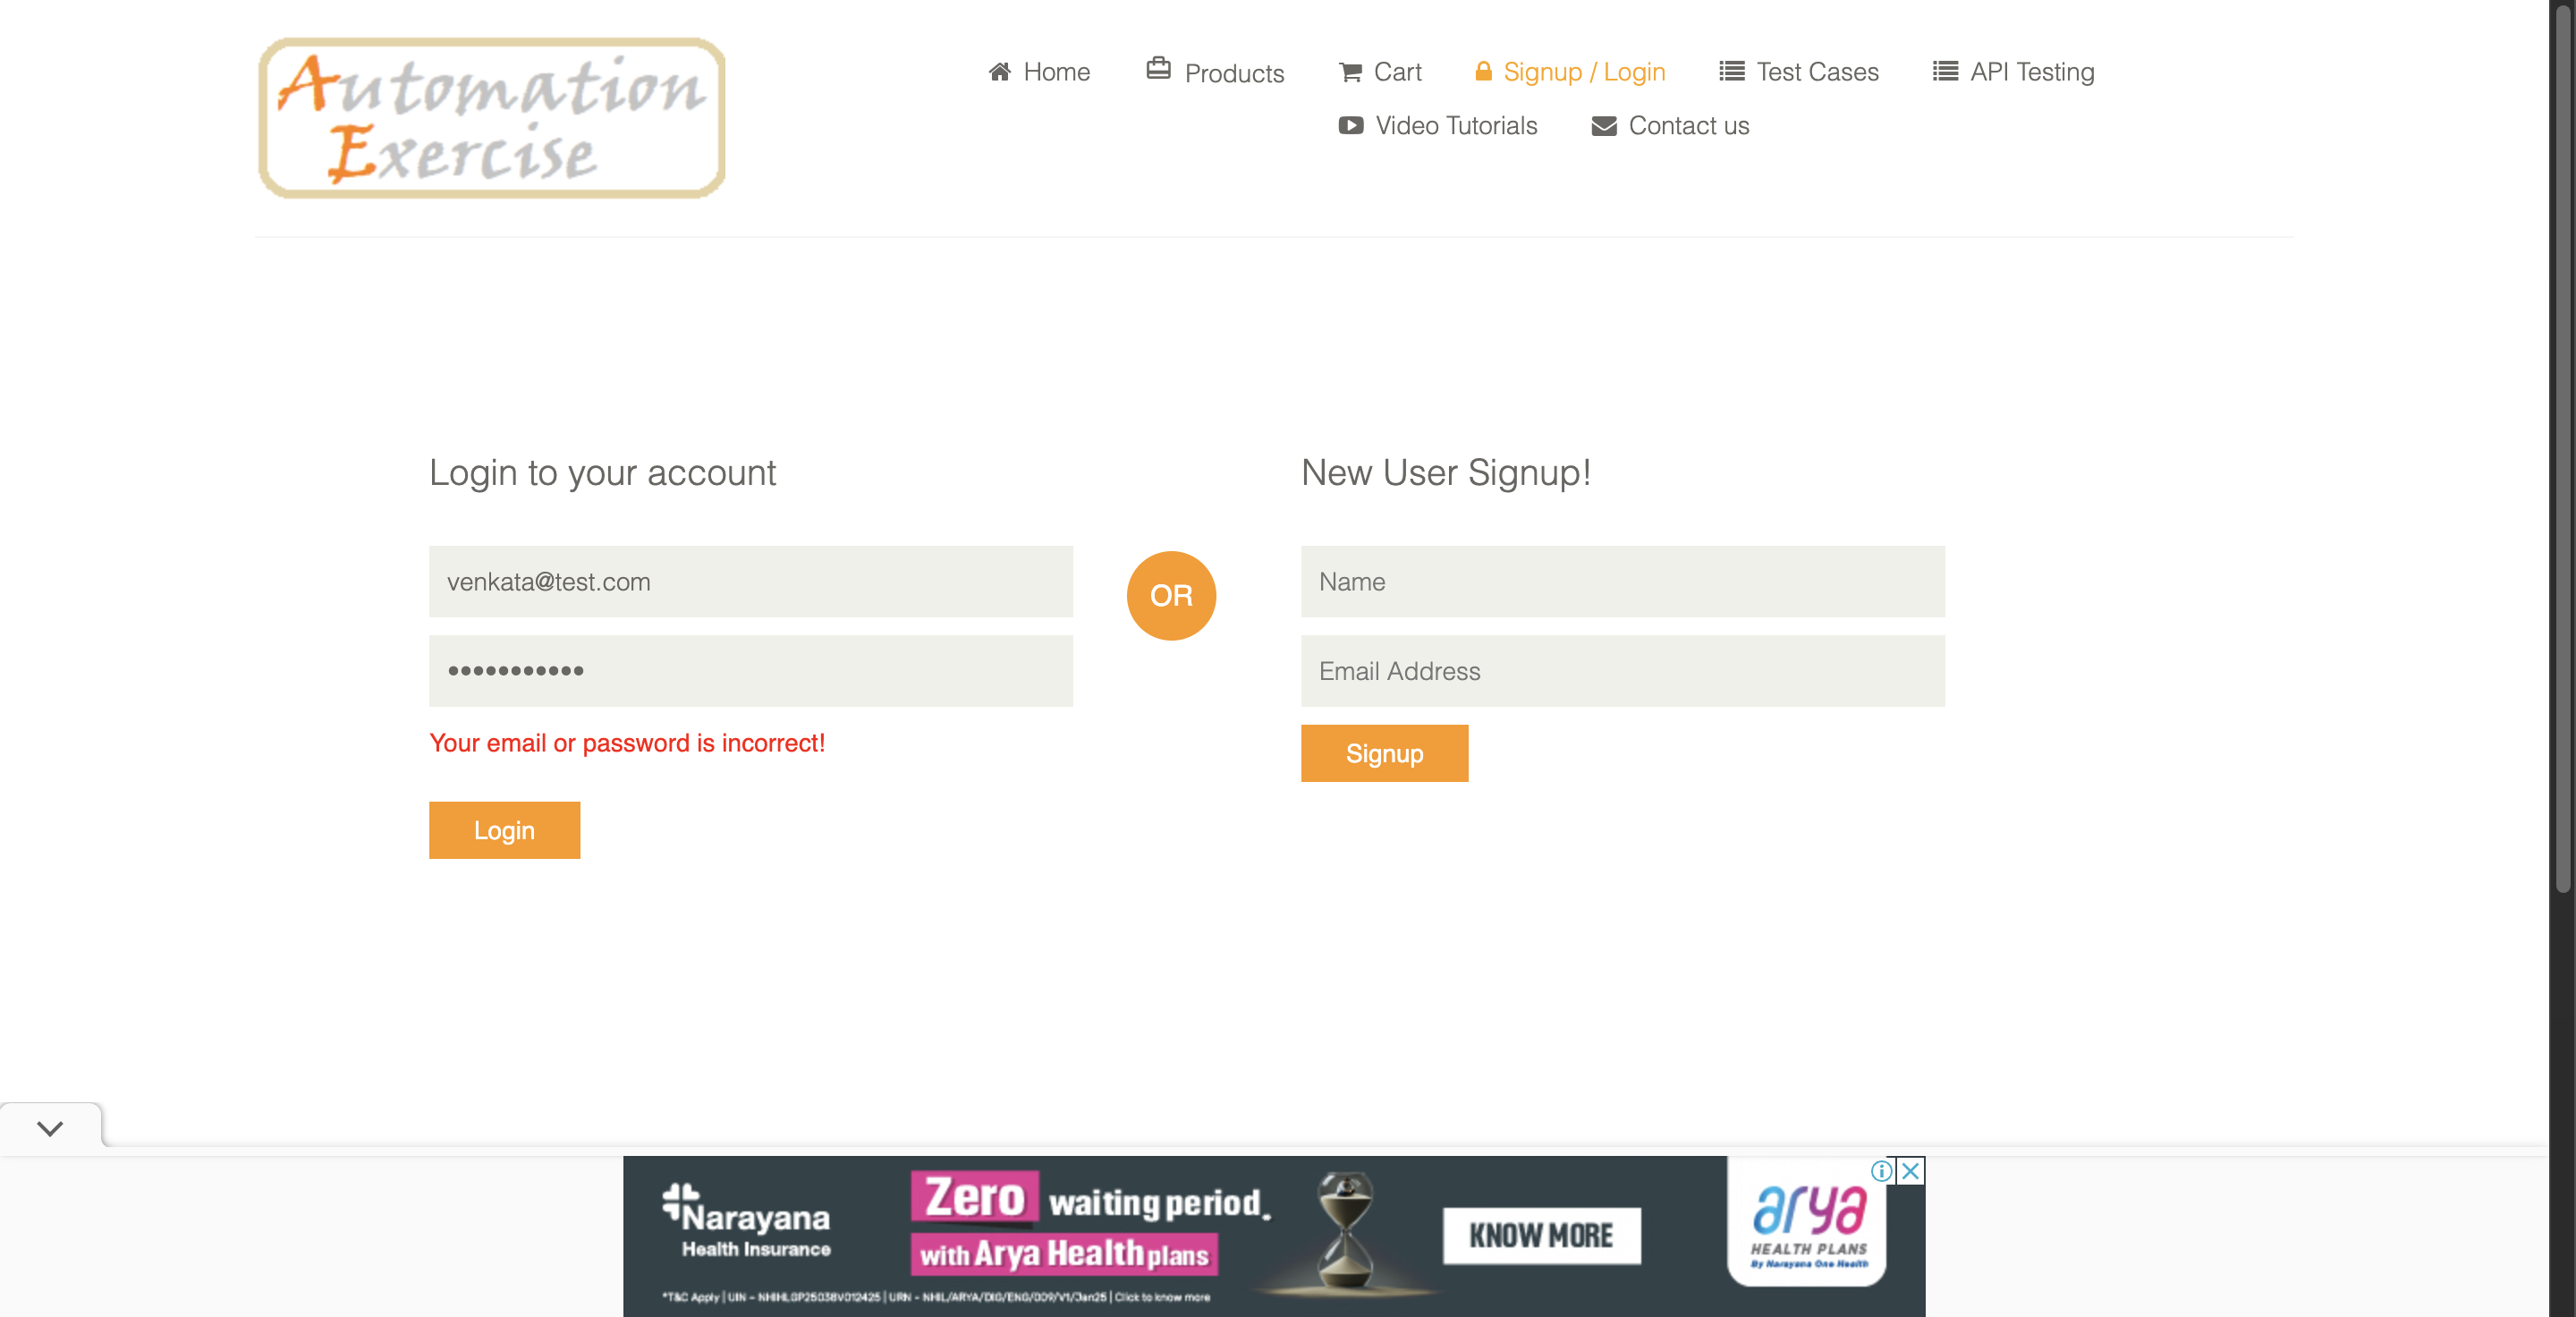 Automation
Exercise
Home
Products
Cart
Signup / Login
Test Cases
API Testing
Video Tutorials
Contact us
Login to your account
venkata@test.com
•••••••••••
Your email or password is incorrect!
Login
OR
New User Signup!
Name
Email Address
Signup
Narayana
Health Insurance
Zero waiting period.
with Arya Health plans
KNOW MORE
arya
HEALTH PLANS
By Narayana One Health
*T&C Apply | UIN – NHIHLGP25038V012425 | URN - NHIL/ARYA/DIG/ENG/009/V1/Jan25 | Click to know more